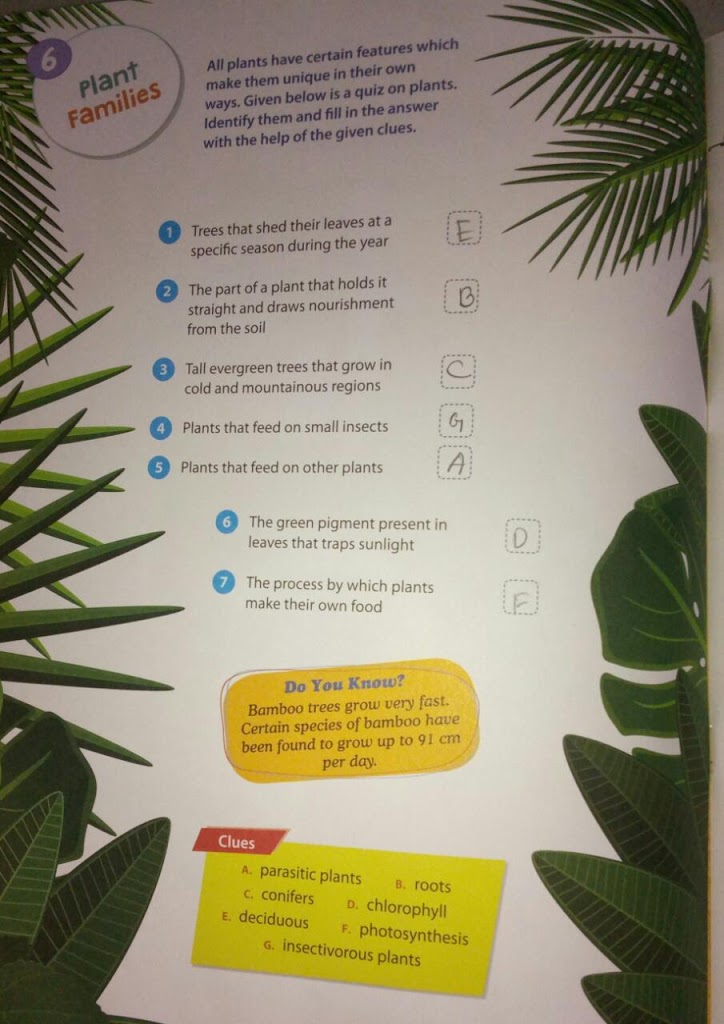 6
Plant
Families
All plants have certain features which
make them unique in their own
ways. Given below is a quiz on plants.
Identify them and fill in the answer
with the help of the given clues.
1 Trees that shed their leaves at a
specific season during the year
E
2 The part of a plant that holds it
straight and draws nourishment
from the soil
B
3 Tall evergreen trees that grow in
cold and mountainous regions
C
4 Plants that feed on small insects
G
5 Plants that feed on other plants
A
6 The green pigment present in
leaves that traps sunlight
D
7 The process by which plants
make their own food
F
Do You Know?
Bamboo trees grow very fast.
Certain species of bamboo have
been found to grow up to 91 cm
per day.
Clues
A. parasitic plants B. roots
C. conifers D. chlorophyll
E. deciduous F. photosynthesis
G. insectivorous plants